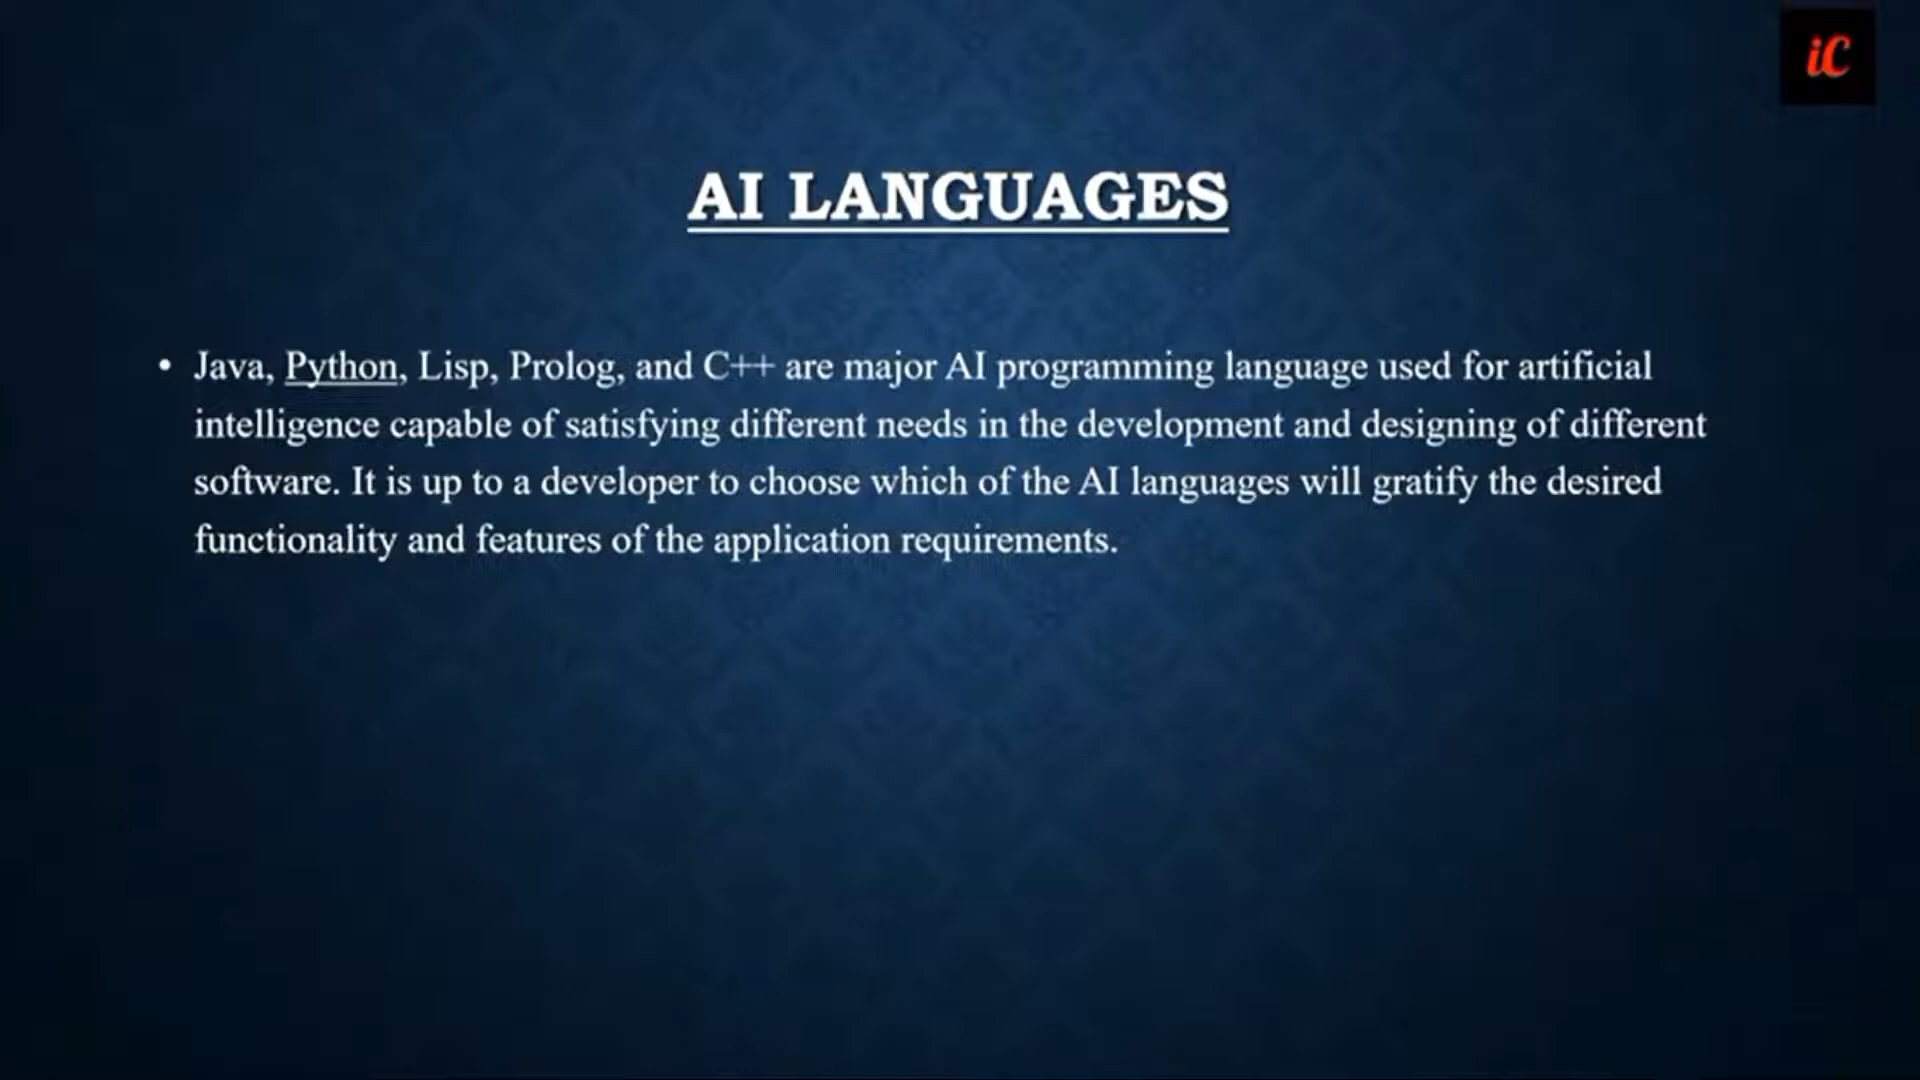 iC
AI LANGUAGES
• Java, Python, Lisp, Prolog, and C++ are major AI programming language used for artificial
intelligence capable of satisfying different needs in the development and designing of different
software. It is up to a developer to choose which of the AI languages will gratify the desired
functionality and features of the application requirements.